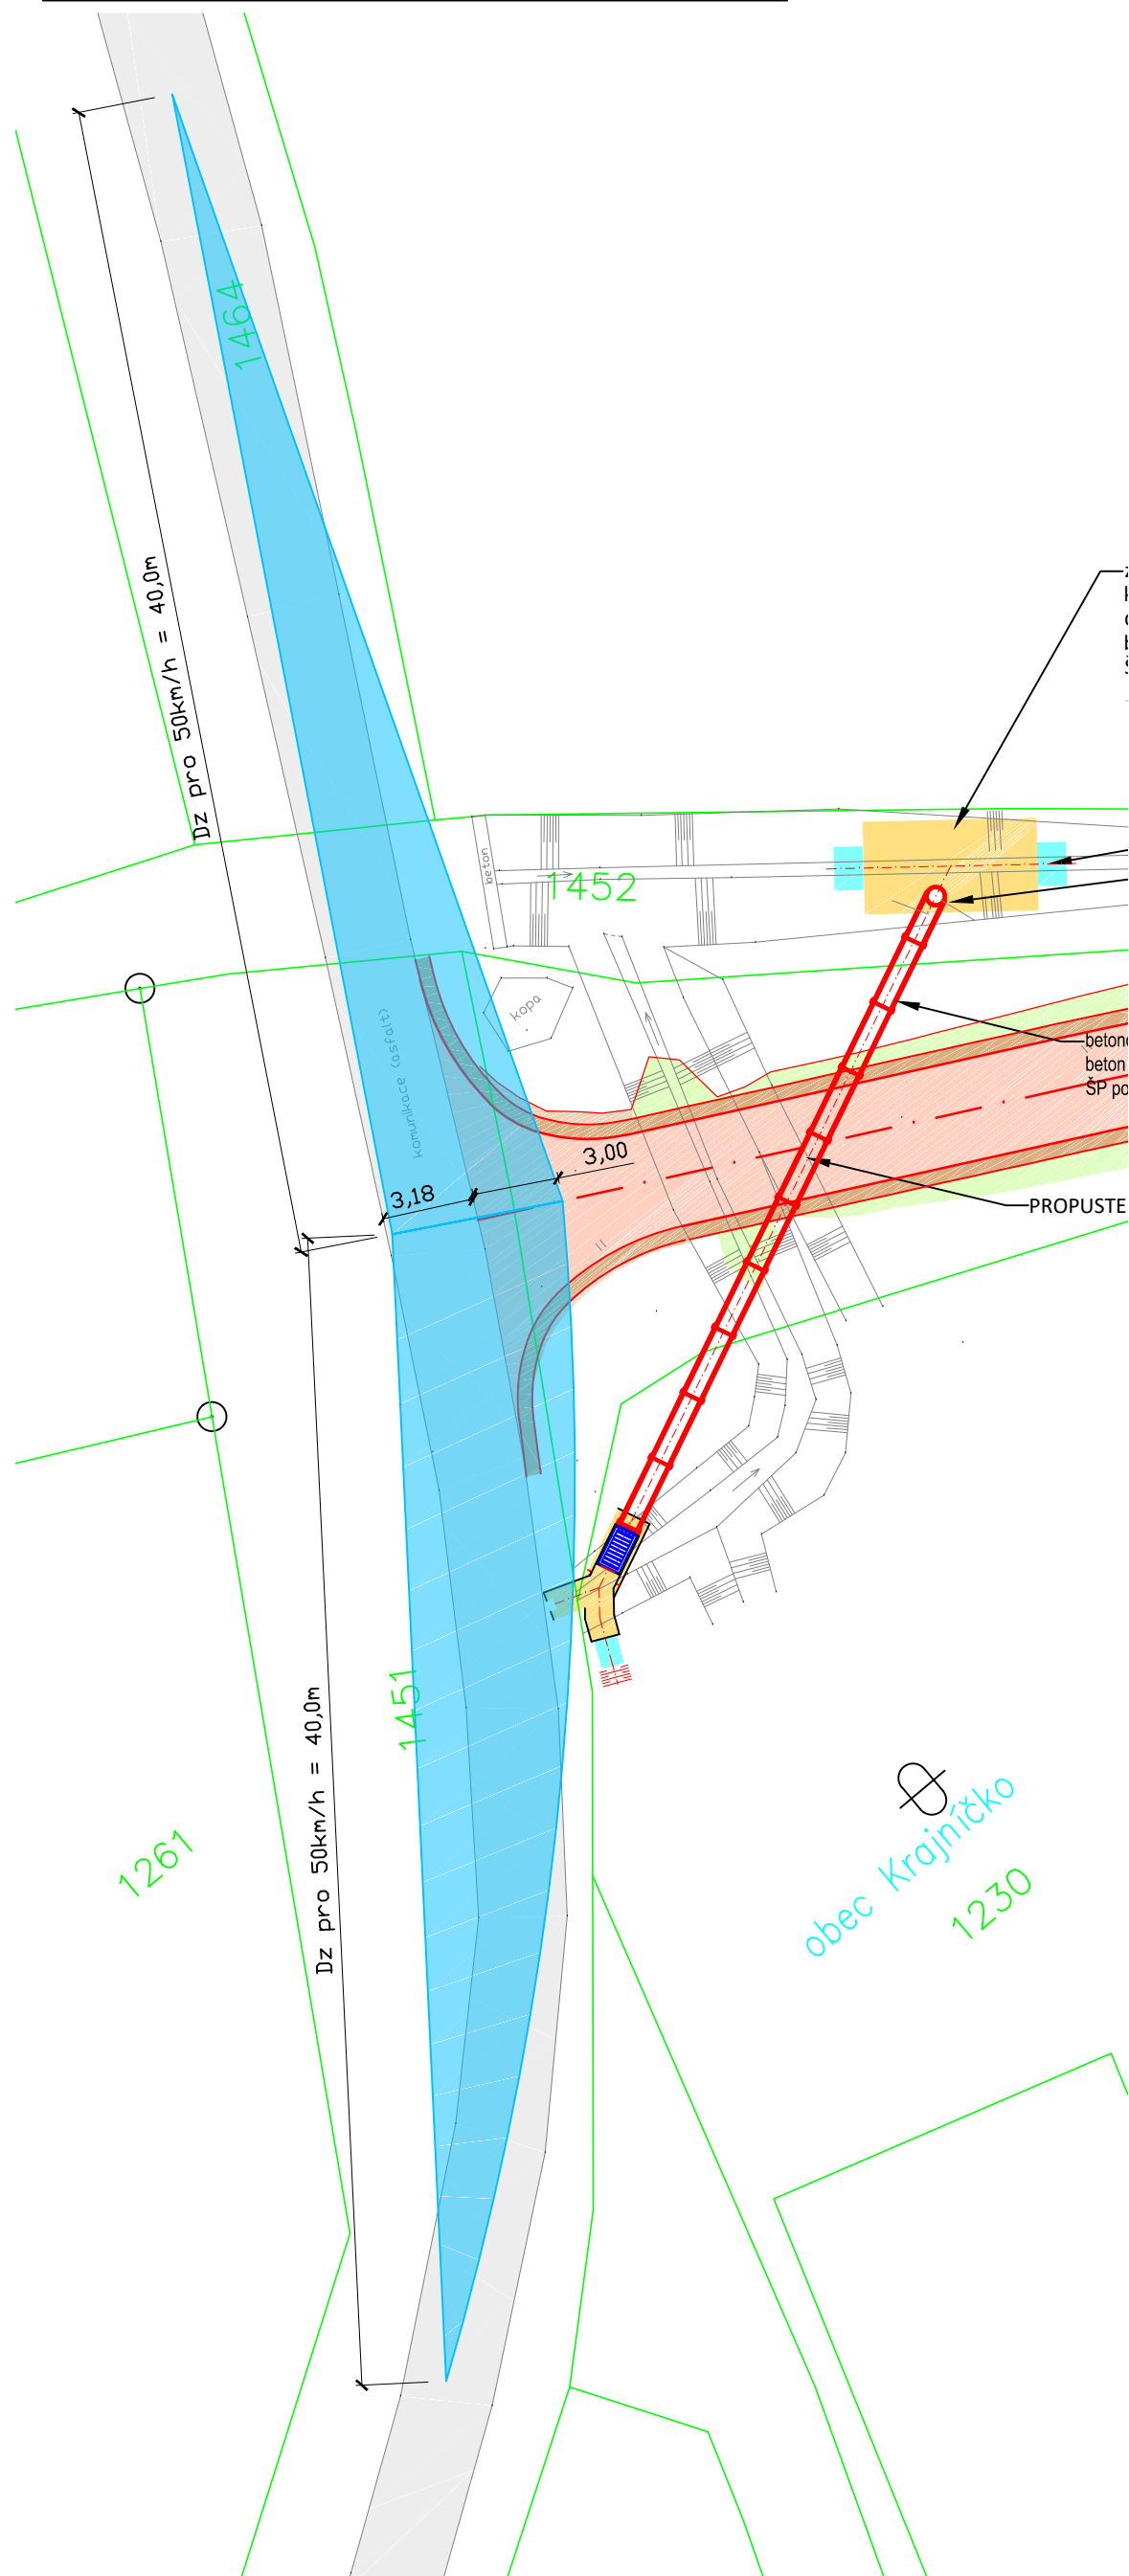 1464
Dz pro 50km/h = 40,0m
beton
1452
kopa
komunikace (asfalt)
beton
ŠP po
3,00
3,18
PROPUSTE
1451
Dz pro 50km/h = 40,0m
1261
obec Krajníčko
1230